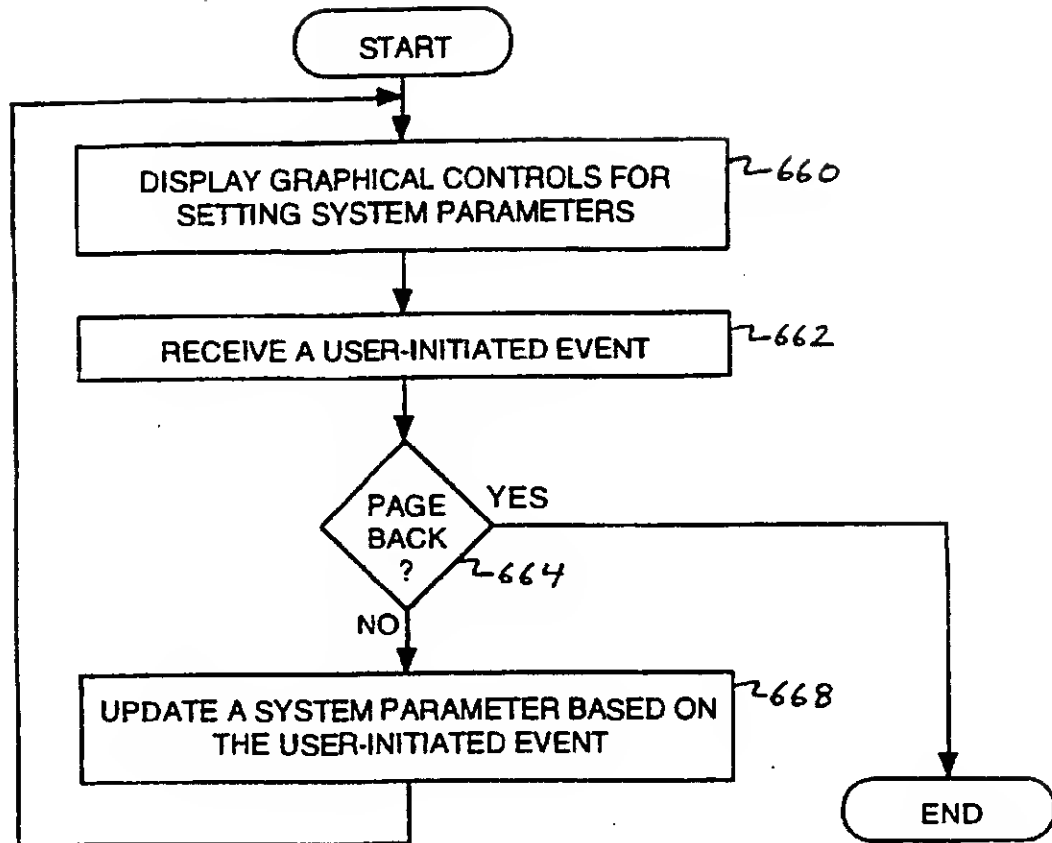 START
DISPLAY GRAPHICAL CONTROLS FOR
SETTING SYSTEM PARAMETERS
660
RECEIVE A USER-INITIATED EVENT
662
PAGE
BACK
?
YES
664
NO
UPDATE A SYSTEM PARAMETER BASED ON
THE USER-INITIATED EVENT
668
END